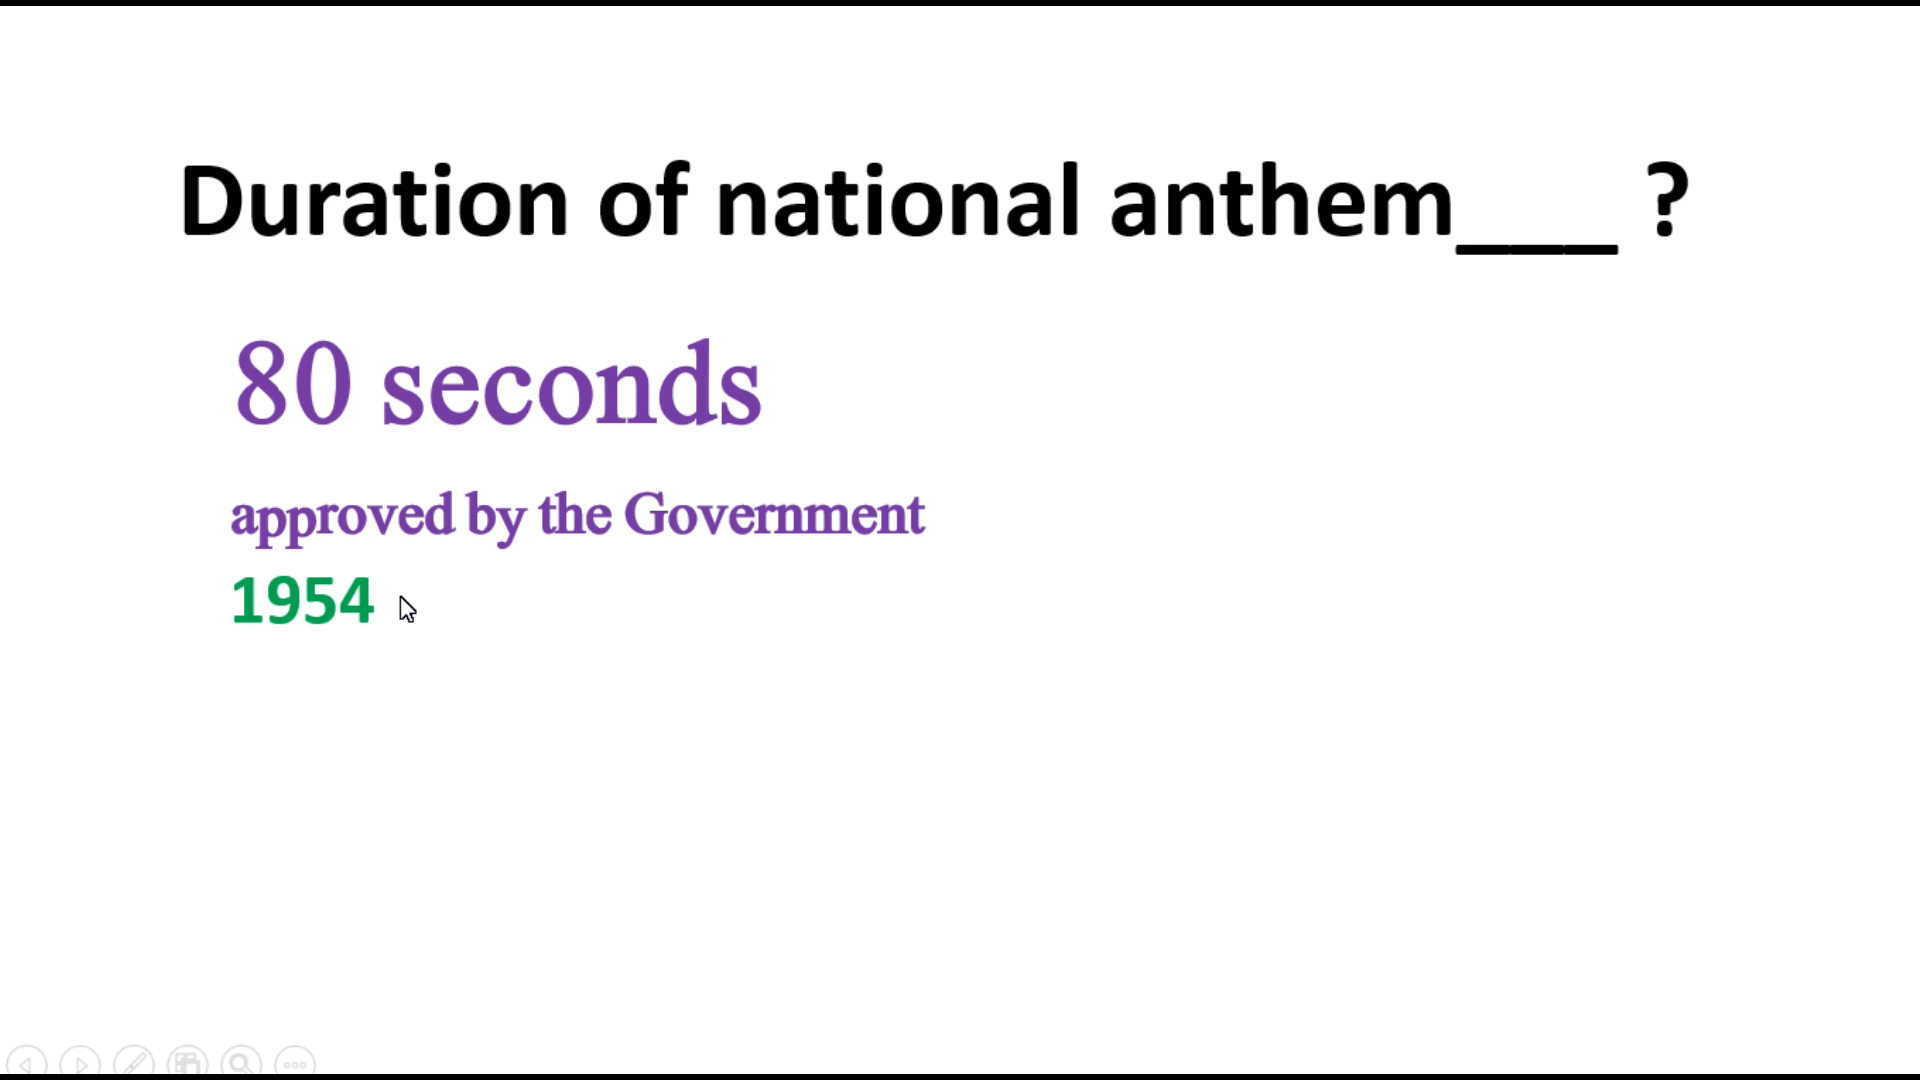 Duration of national anthem___ ?
80 seconds
approved by the Government
1954